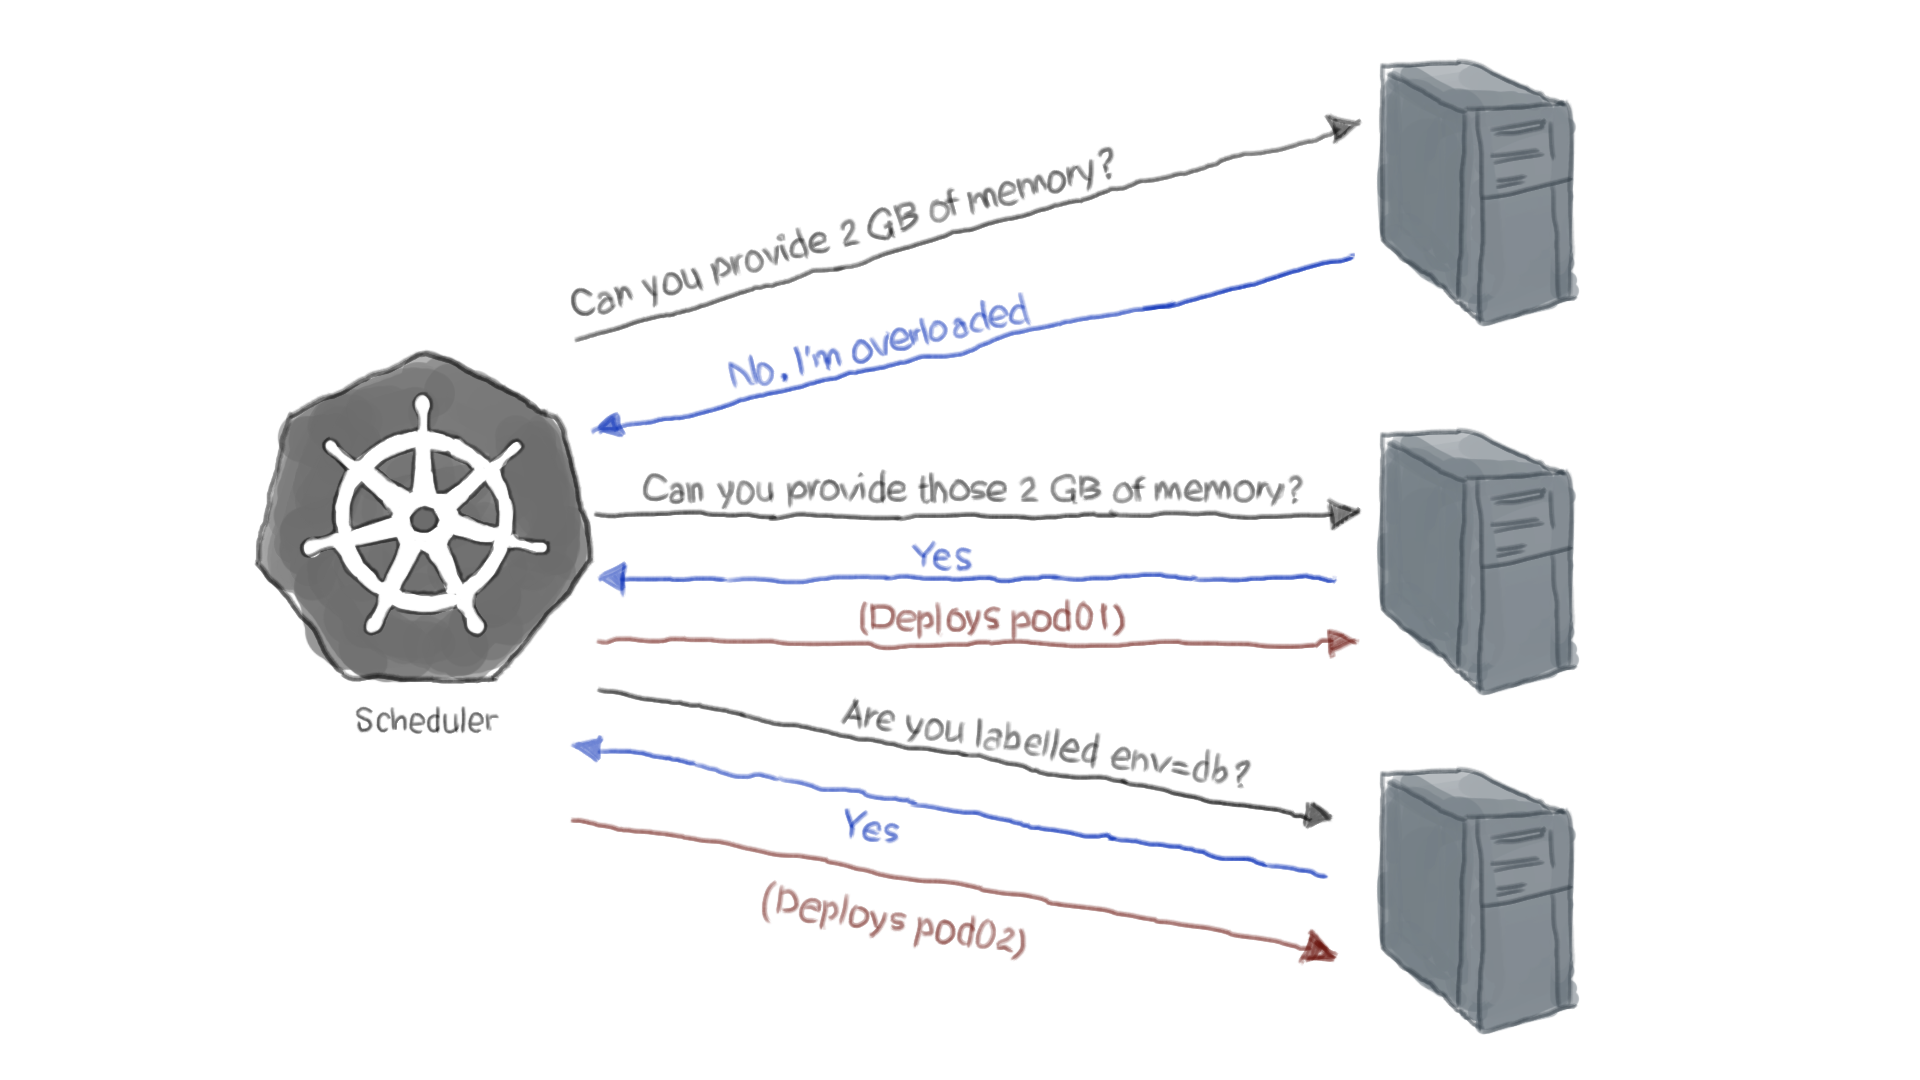 Can you provide 2 GB of memory?
No. I'm overloaded
Can you provide those 2 GB of memory?
Yes
(Deploys pod01)
Scheduler
Are you labelled env=db?
Yes
(Deploys pod02)